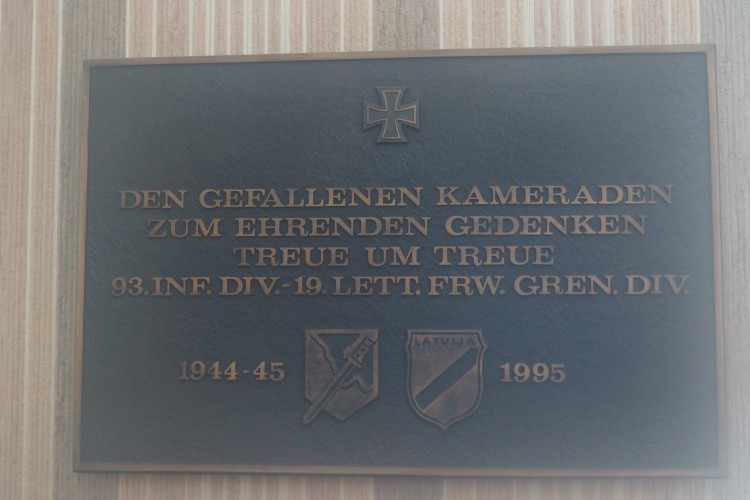 DEN GEFALLENEN KAMERADEN
ZUM EHRENDEN GEDENKEN
TREUE UM TREUE
93. INF. DIV.-19. LETT. FRW. GREN. DIV.
LATVIJA
1944-45 1995